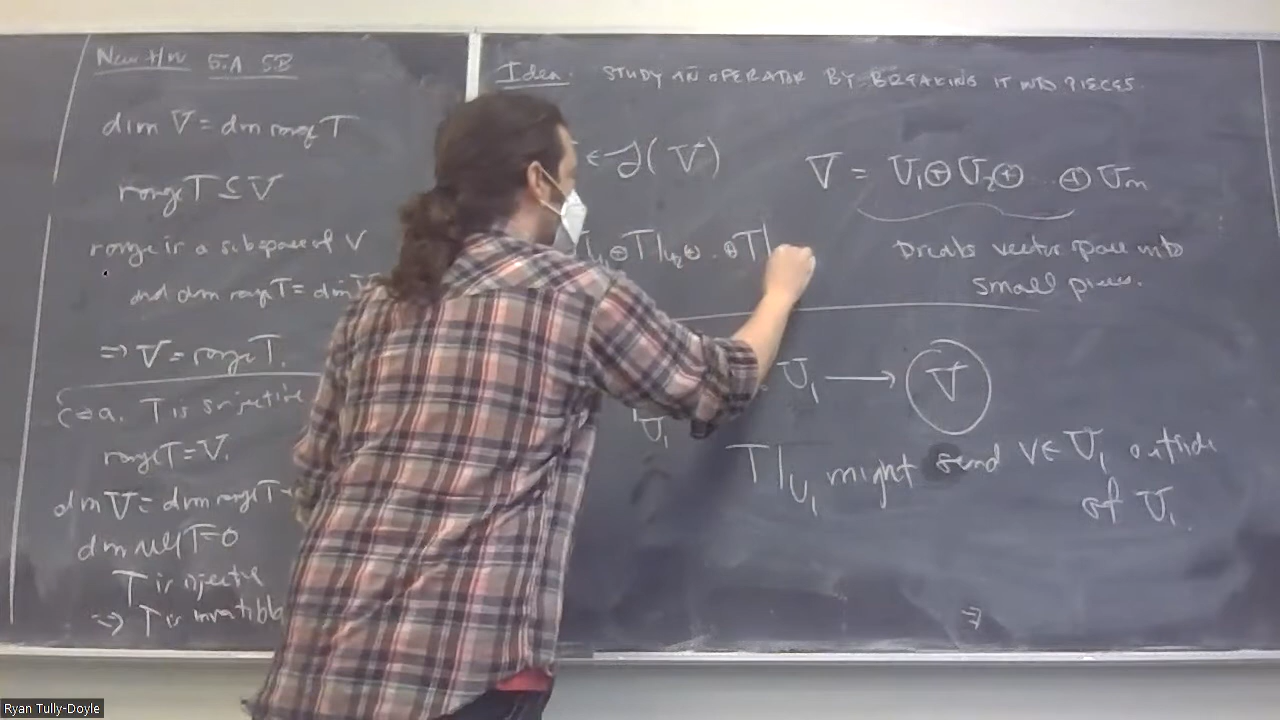 New HW 5.A 5B
dim V = dim range T
range T ⊆ V
range is a subspace of V
and dim range T = dim V
⇒ V = range T.
c ⇒ a. T is surjective
range T = V.
dim V = dim range T
dim null T = 0
T is injective
⇒ T is invertible
Idea: STUDY AN OPERATOR BY BREAKING IT INTO PIECES.
∈ L(V)
V = U₁ ⊕ U₂ ⊕ ... ⊕ Um
U₁ ⊕ T|U₂ ⊕ . ⊕ T|
breaks vector space into
small pieces.
U₁ → V
U₁
T|U₁ might send v ∈ U₁ outside
of U₁.
⇒
Ryan Tully-Doyle